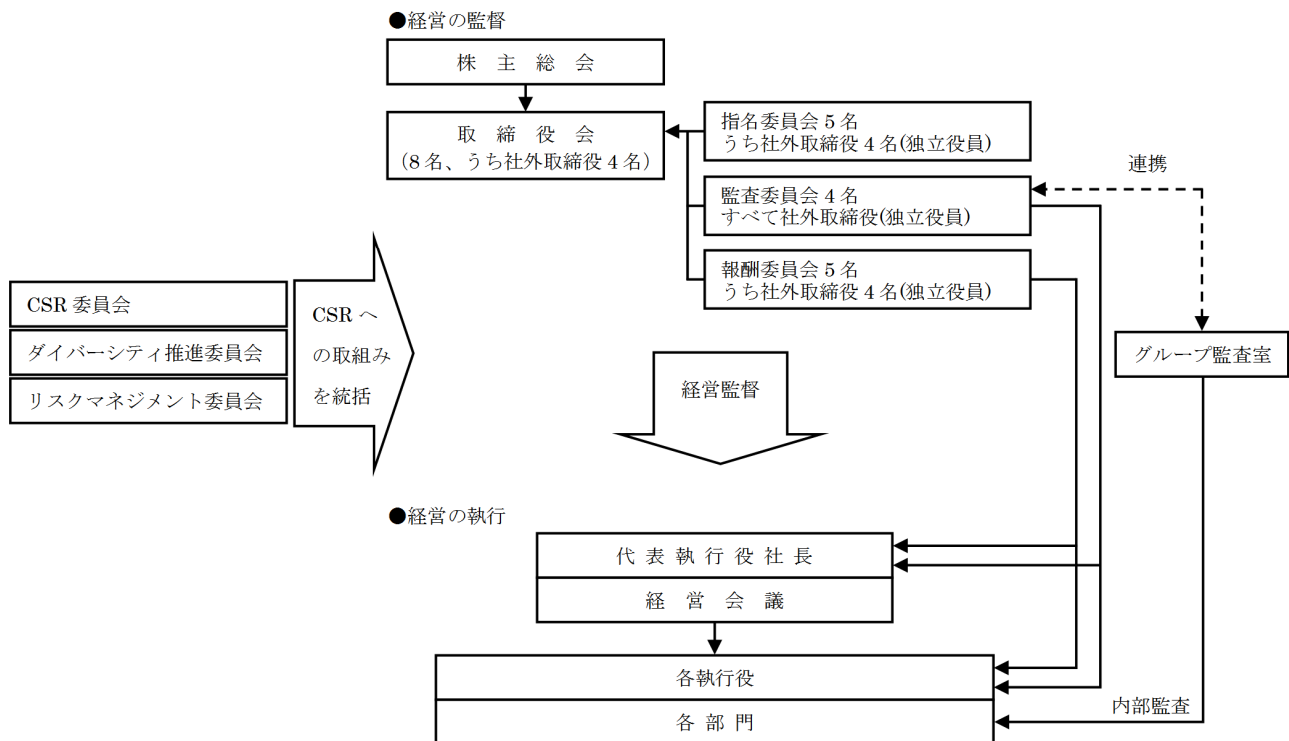 ●経営の監督
株主総会
取締役会
(8名、うち社外取締役4名)
指名委員会5名
うち社外取締役4名(独立役員)
監査委員会4名
すべて社外取締役(独立役員)
報酬委員会5名
うち社外取締役4名(独立役員)
連携
グループ監査室
CSR委員会
ダイバーシティ推進委員会
リスクマネジメント委員会
CSRへ
の取組み
を統括
経営監督
●経営の執行
代表執行役社長
経営会議
各執行役
各部門
内部監査